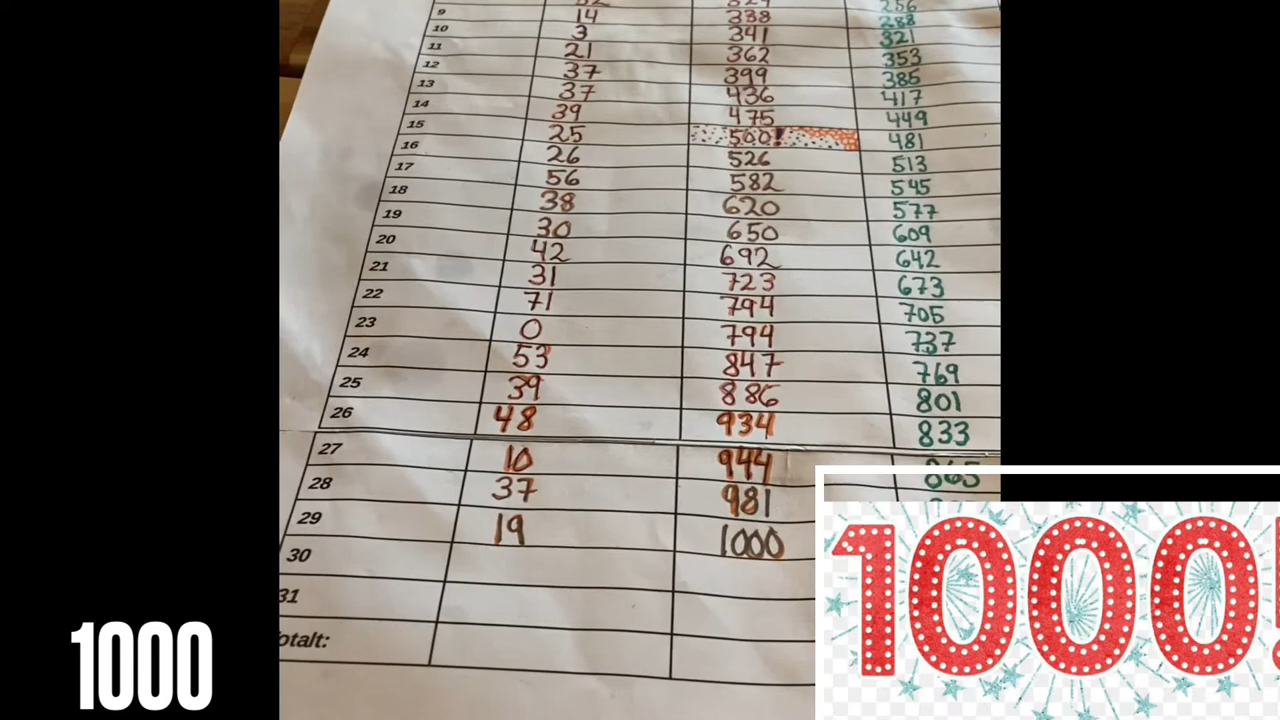 256
9 14 338 288
10 3 341 321
11 21 362 353
12 37 399 385
13 37 436 417
14 39 475 449
15 25 500! 481
16 26 526 513
17 56 582 545
18 38 620 577
19 30 650 609
20 42 692 642
21 31 723 673
22 71 794 705
23 0 794 737
24 53 847 769
25 39 886 801
26 48 934 833
27 10 944 865
28 37 981
29 19 1000
30
31
otalt:
1000
1000!